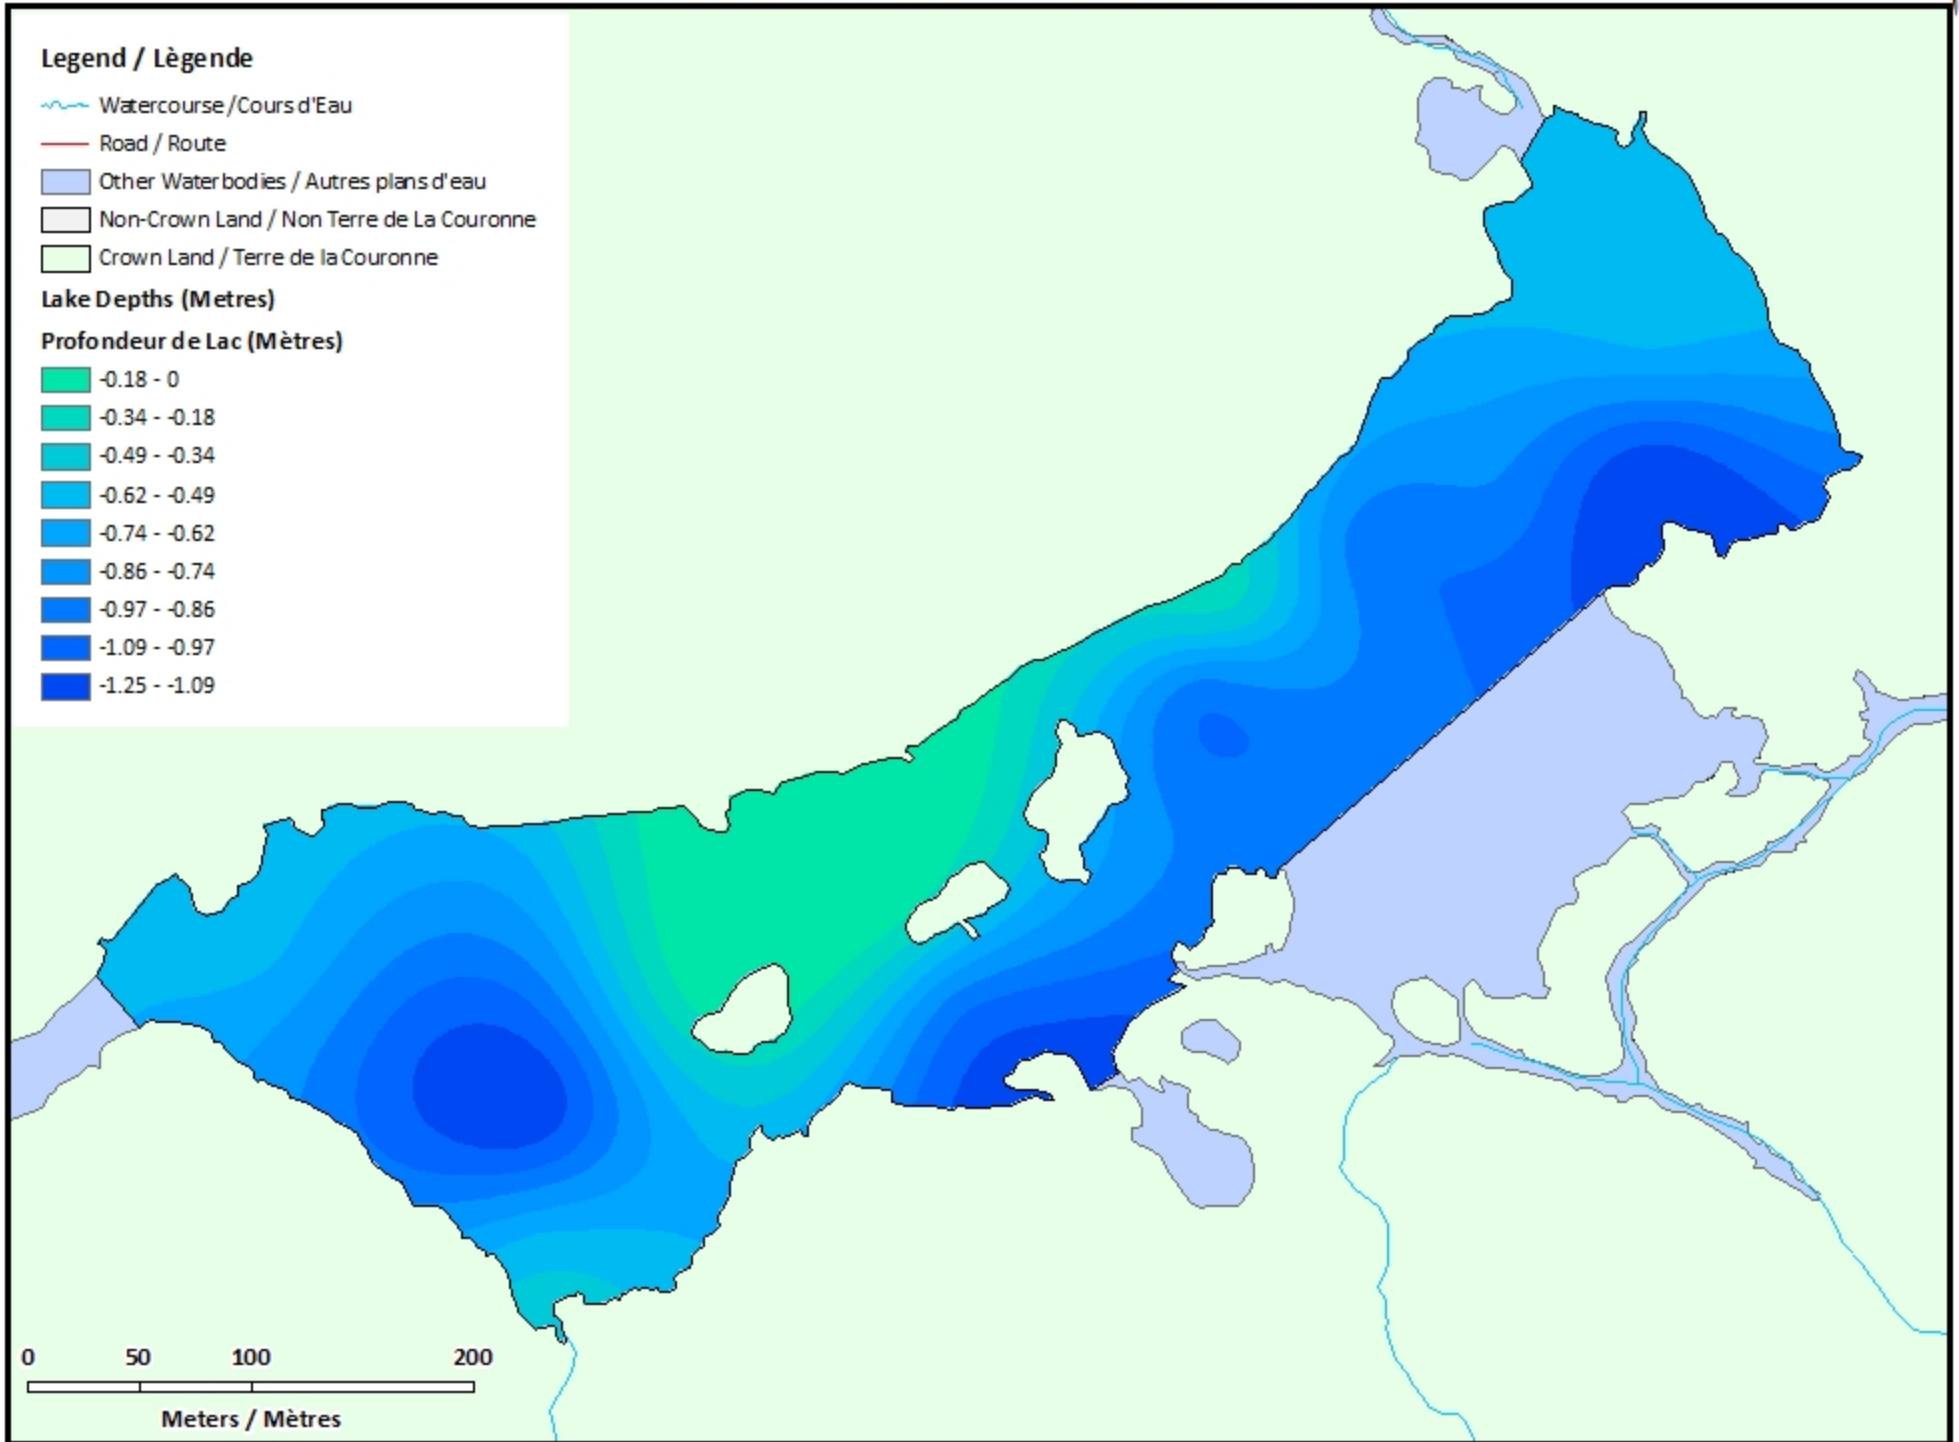 Legend / Lègende
Watercourse/Cours d'Eau
Road / Route
Other Waterbodies / Autres plans d'eau
Non-Crown Land / Non Terre de La Couronne
Crown Land / Terre de la Couronne
Lake Depths (Metres)
Profondeur de Lac (Mètres)
-0.18 - 0
-0.34 - -0.18
-0.49 - -0.34
-0.62 - -0.49
-0.74 - -0.62
-0.86 - -0.74
-0.97 - -0.86
-1.09 - -0.97
-1.25 - -1.09
0 50 100 200
Meters / Mètres